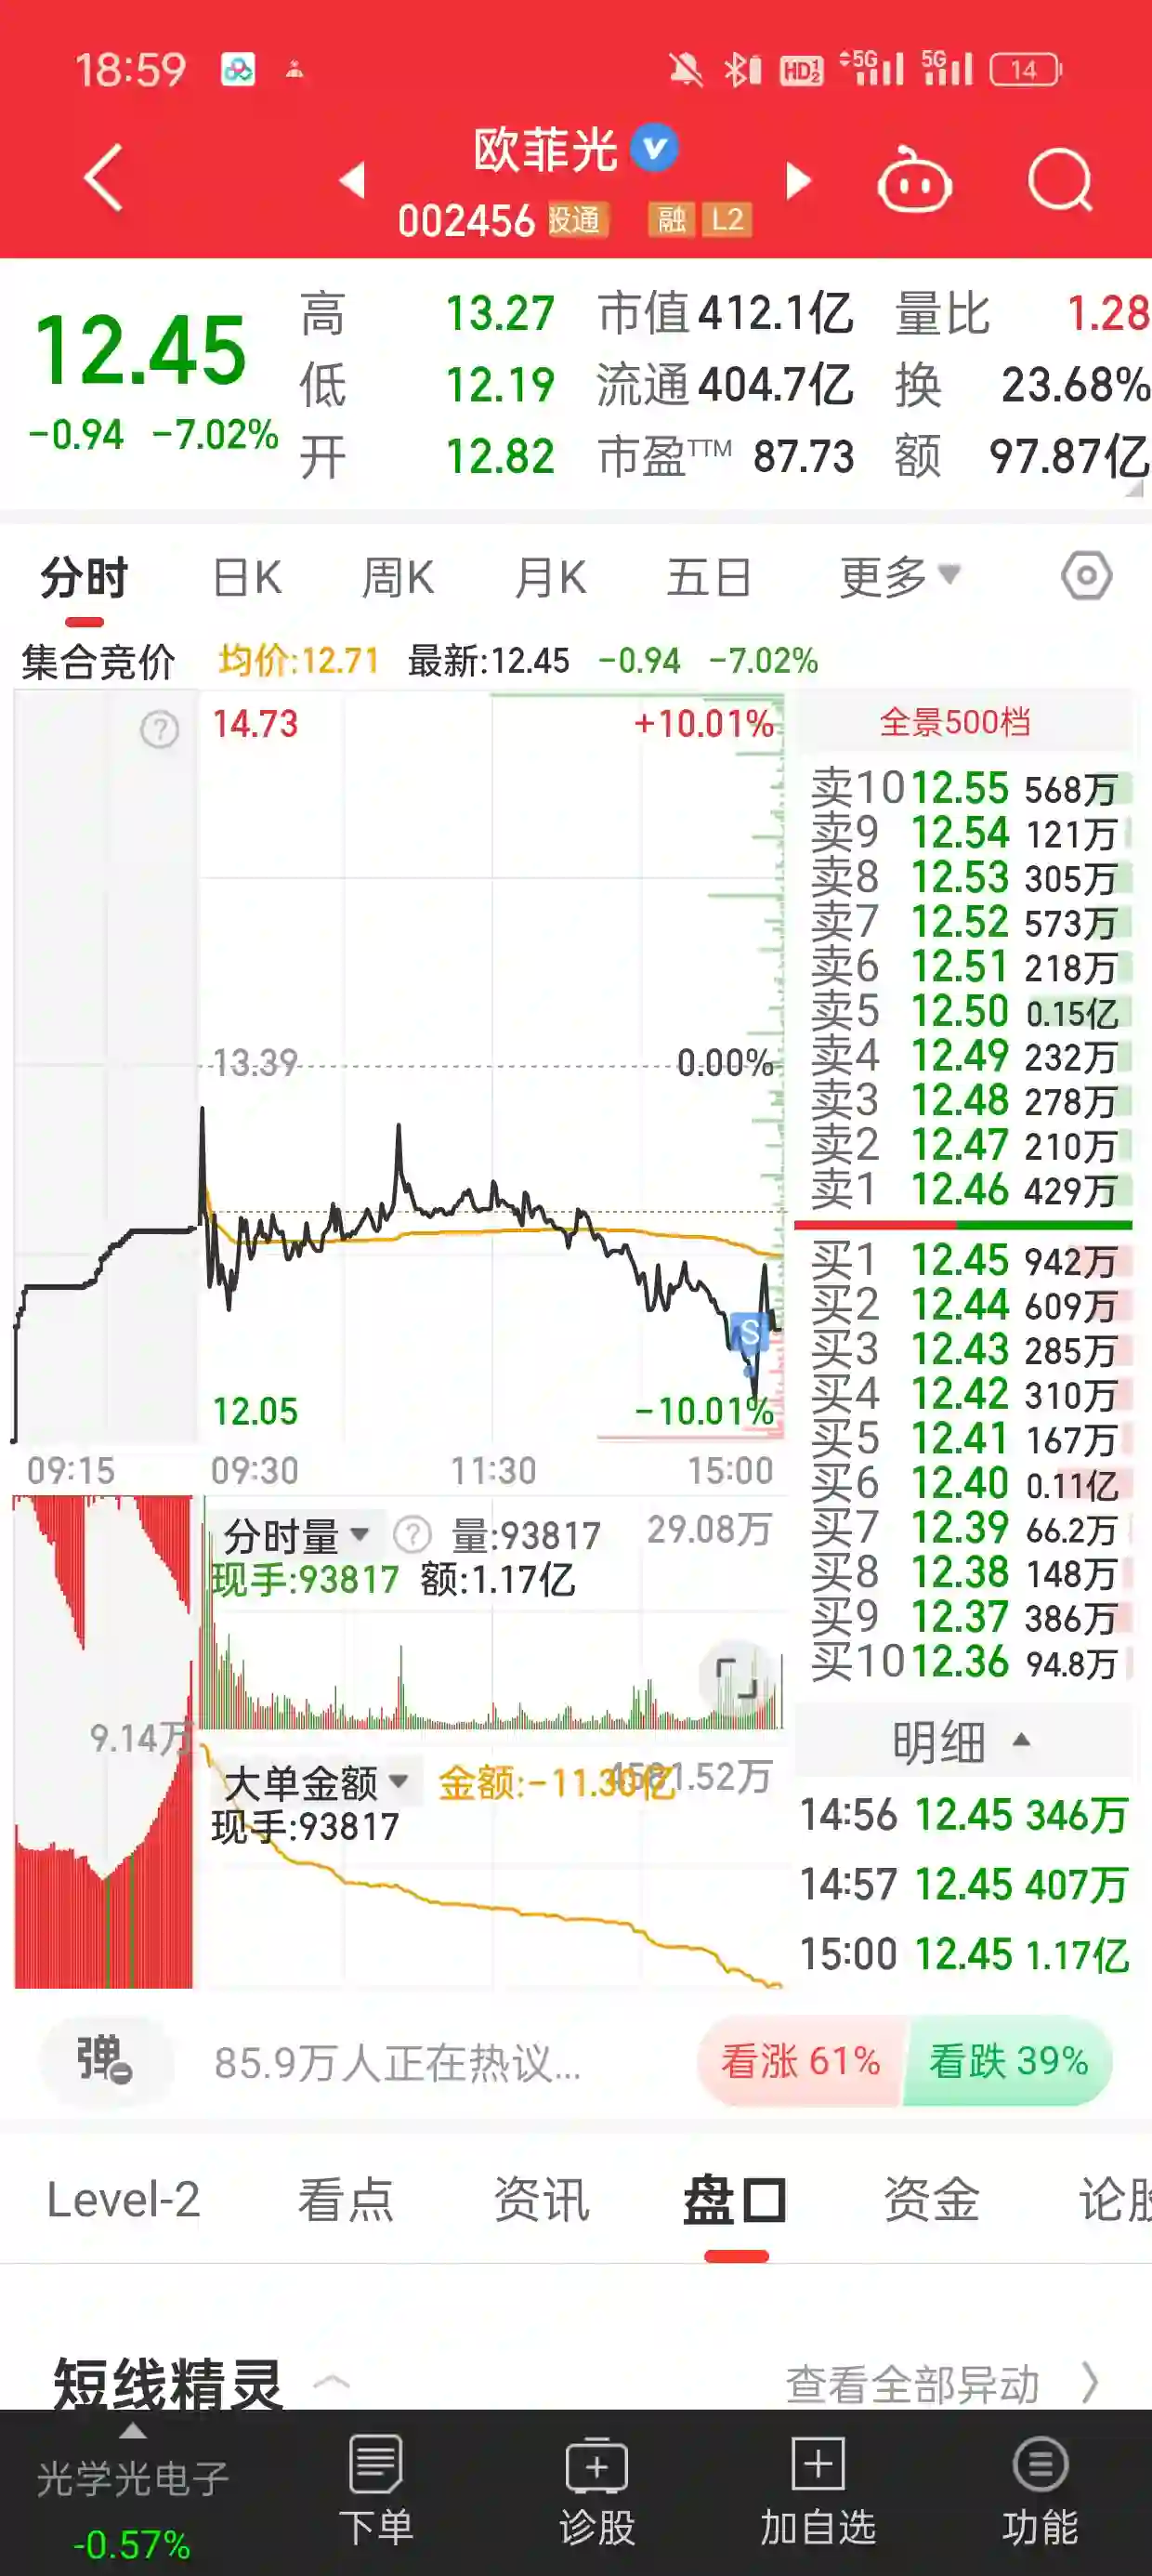 18:59 HD 1 2 5G 5G 14
欧菲光 V
002456 股通 融 L2
12.45
-0.94 -7.02%
高 13.27 市值 412.1亿 量比 1.28
低 12.19 流通 404.7亿 换 23.68%
开 12.82 市盈TTM 87.73 额 97.87亿
分时 日K 周K 月K 五日 更多
集合竞价 均价:12.71 最新:12.45 -0.94 -7.02%
? 14.73 +10.01%
13.39 0.00%
S
12.05 -10.01%
09:15 09:30 11:30 15:00
全景500档
卖10 12.55 568万
卖9 12.54 121万
卖8 12.53 305万
卖7 12.52 573万
卖6 12.51 218万
卖5 12.50 0.15亿
卖4 12.49 232万
卖3 12.48 278万
卖2 12.47 210万
卖1 12.46 429万
买1 12.45 942万
买2 12.44 609万
买3 12.43 285万
买4 12.42 310万
买5 12.41 167万
买6 12.40 0.11亿
买7 12.39 66.2万
买8 12.38 148万
买9 12.37 386万
买10 12.36 94.8万
分时量 ? 量:93817 29.08万
现手:93817 额:1.17亿
9.14万
大单金额 金额:-11.30亿
现手:93817
明细
14:56 12.45 346万
14:57 12.45 407万
15:00 12.45 1.17亿
弹 85.9万人正在热议... 看涨 61% 看跌 39%
Level-2 看点 资讯 盘口 资金 论股
短线精灵 查看全部异动
光学光电子
-0.57%
下单 诊股 加自选 功能